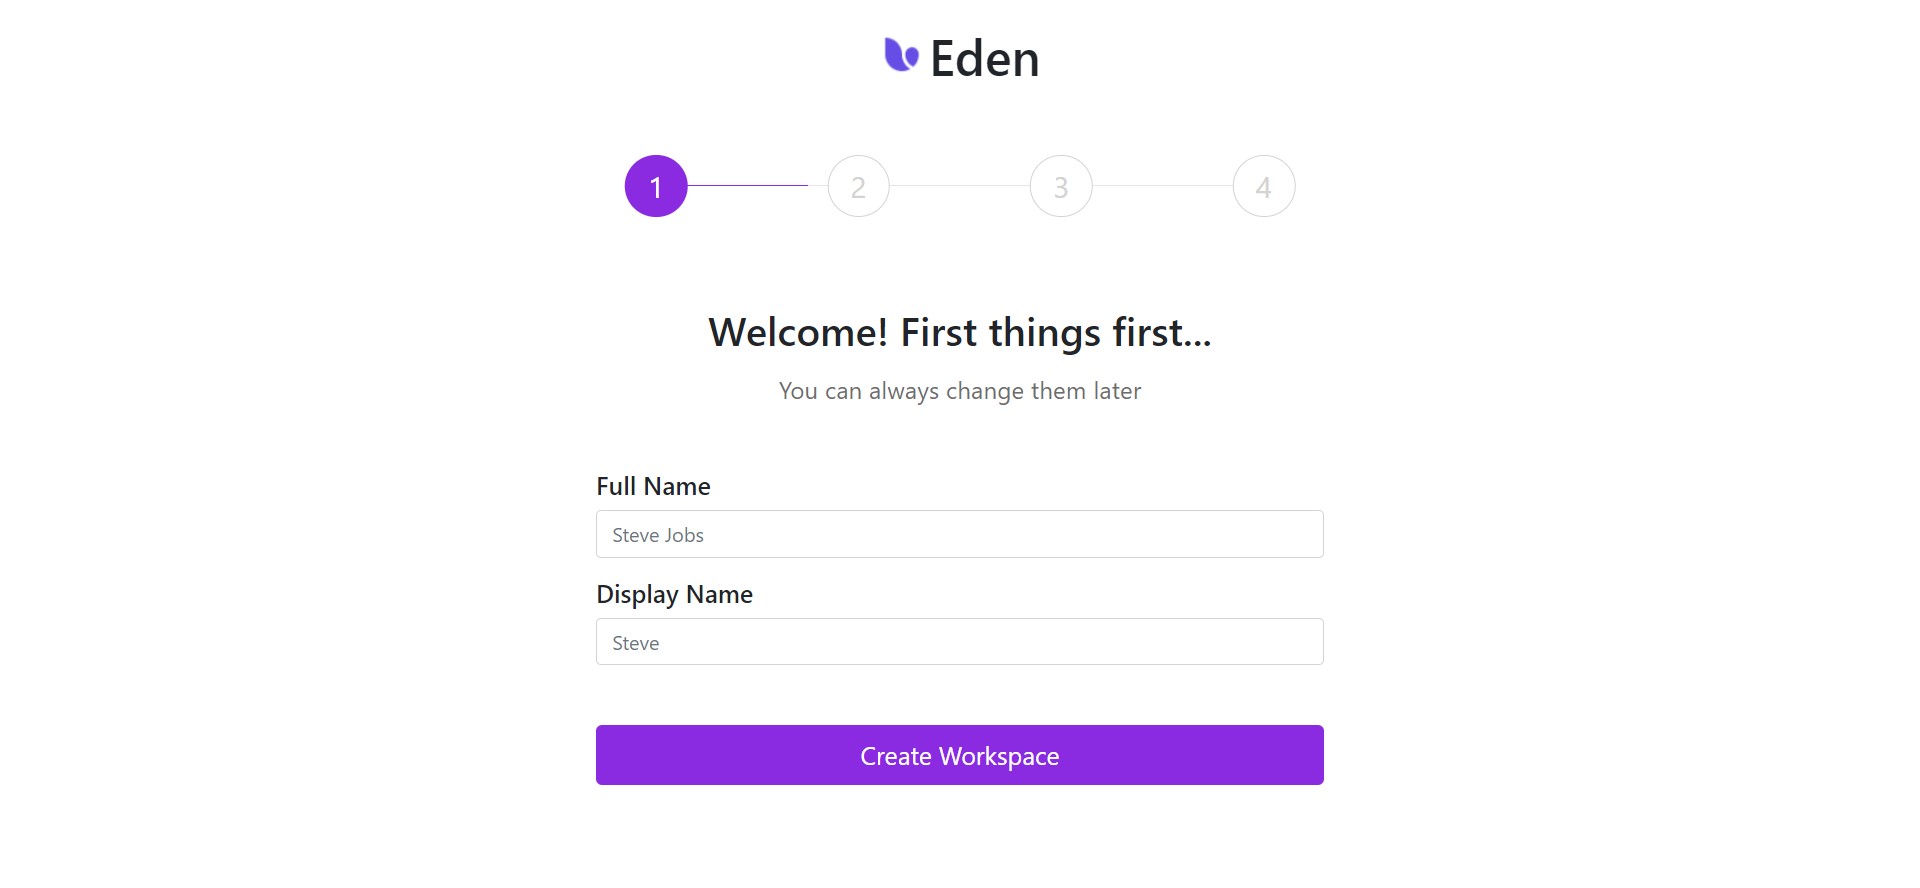 Eden
1 2 3 4
Welcome! First things first...
You can always change them later
Full Name
Steve Jobs
Display Name
Steve
Create Workspace